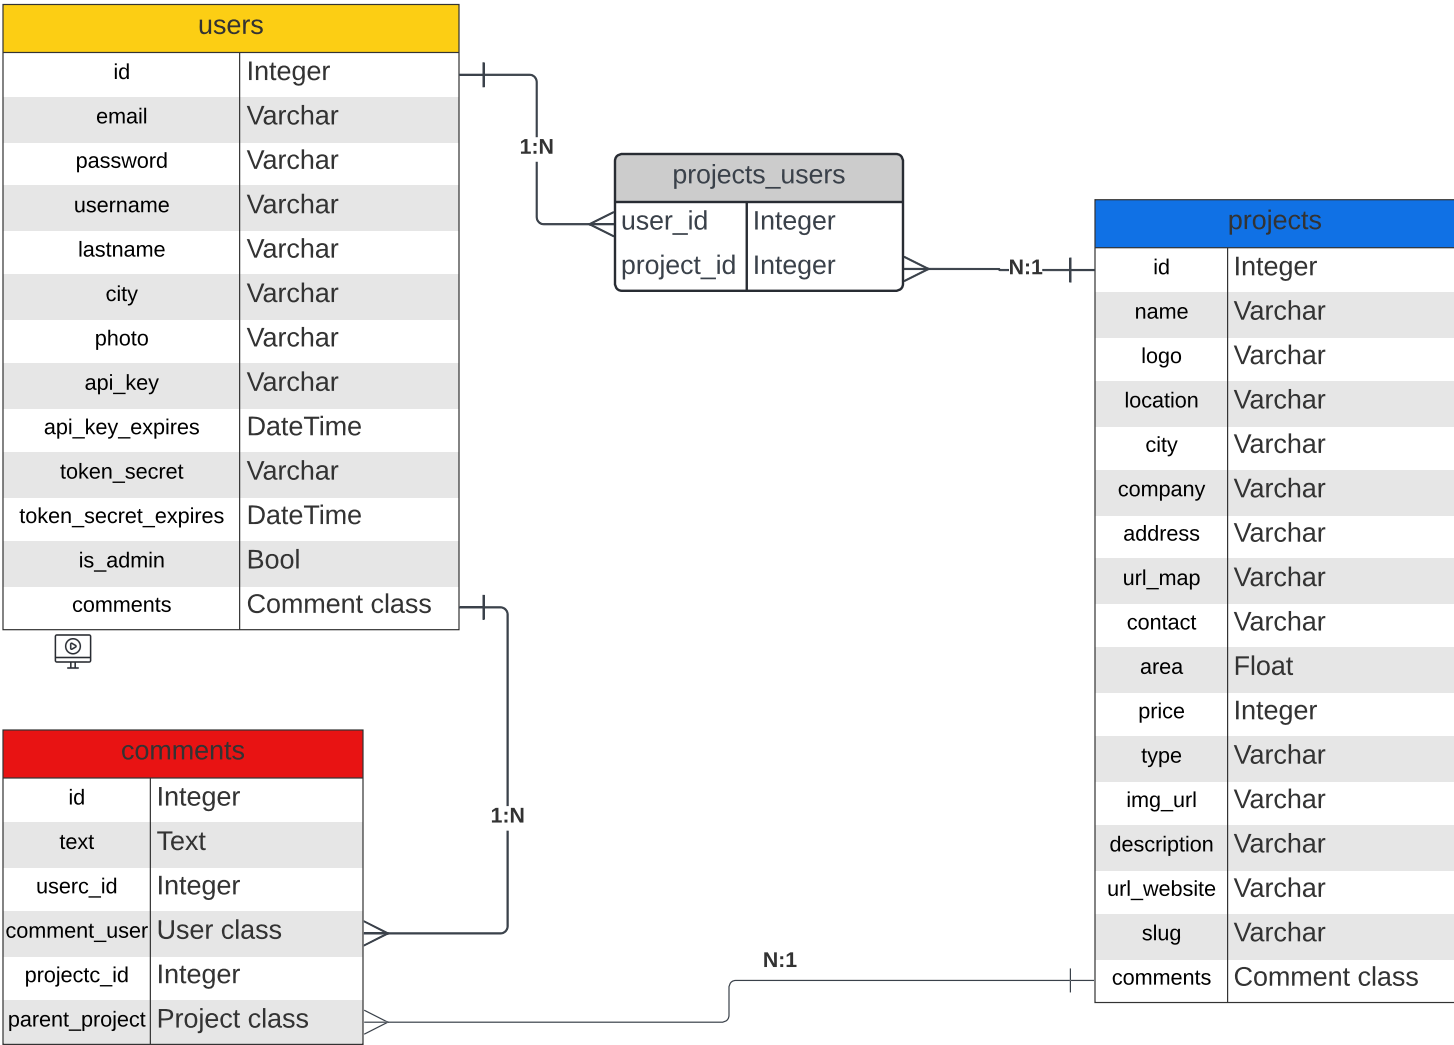 users
id Integer
email Varchar
password Varchar
username Varchar
lastname Varchar
city Varchar
photo Varchar
api_key Varchar
api_key_expires DateTime
token_secret Varchar
token_secret_expires DateTime
is_admin Bool
comments Comment class
1:N
projects_users
user_id Integer
project_id Integer
N:1
projects
id Integer
name Varchar
logo Varchar
location Varchar
city Varchar
company Varchar
address Varchar
url_map Varchar
contact Varchar
area Float
price Integer
type Varchar
img_url Varchar
description Varchar
url_website Varchar
slug Varchar
comments Comment class
comments
id Integer
text Text
userc_id Integer
comment_user User class
projectc_id Integer
parent_project Project class
1:N
N:1